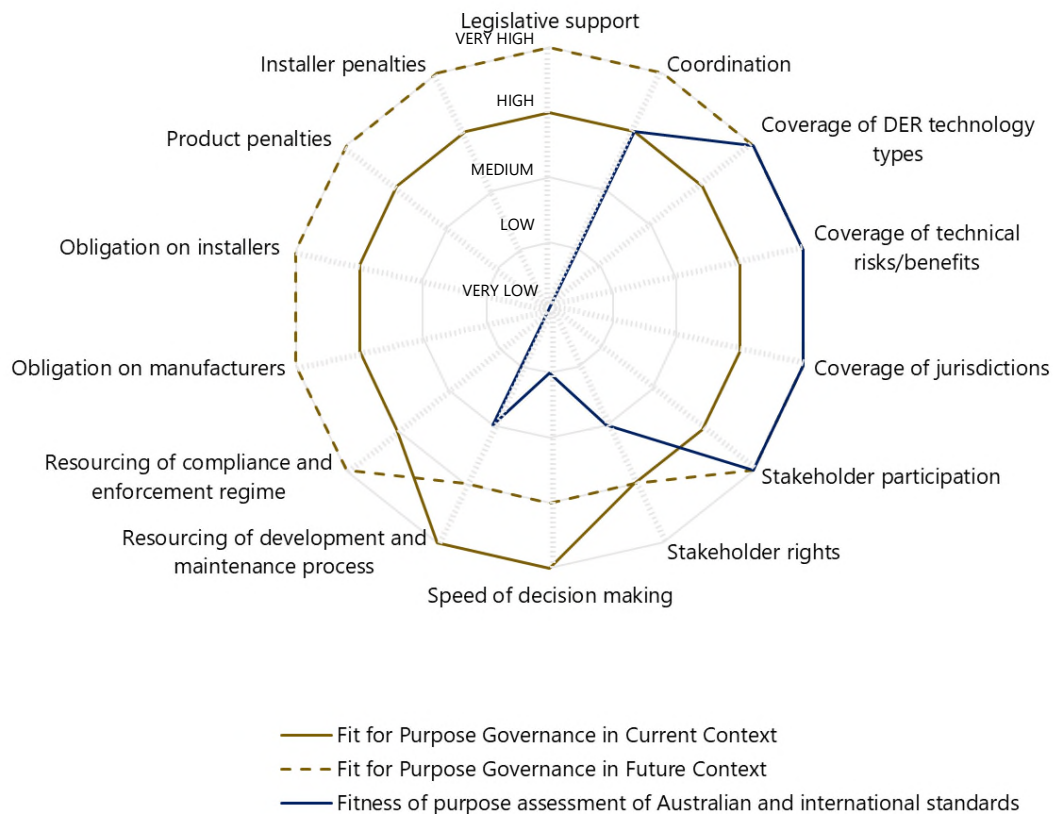 Legislative support
VERY HIGH
Installer penalties
Coordination
HIGH
Product penalties
Coverage of DER technology
types
MEDIUM
LOW
Obligation on installers
Coverage of technical
risks/benefits
VERY LOW
Obligation on manufacturers
Coverage of jurisdictions
Resourcing of compliance and
enforcement regime
Stakeholder participation
Resourcing of development and
maintenance process
Stakeholder rights
Speed of decision making
Fit for Purpose Governance in Current Context
Fit for Purpose Governance in Future Context
Fitness of purpose assessment of Australian and international standards